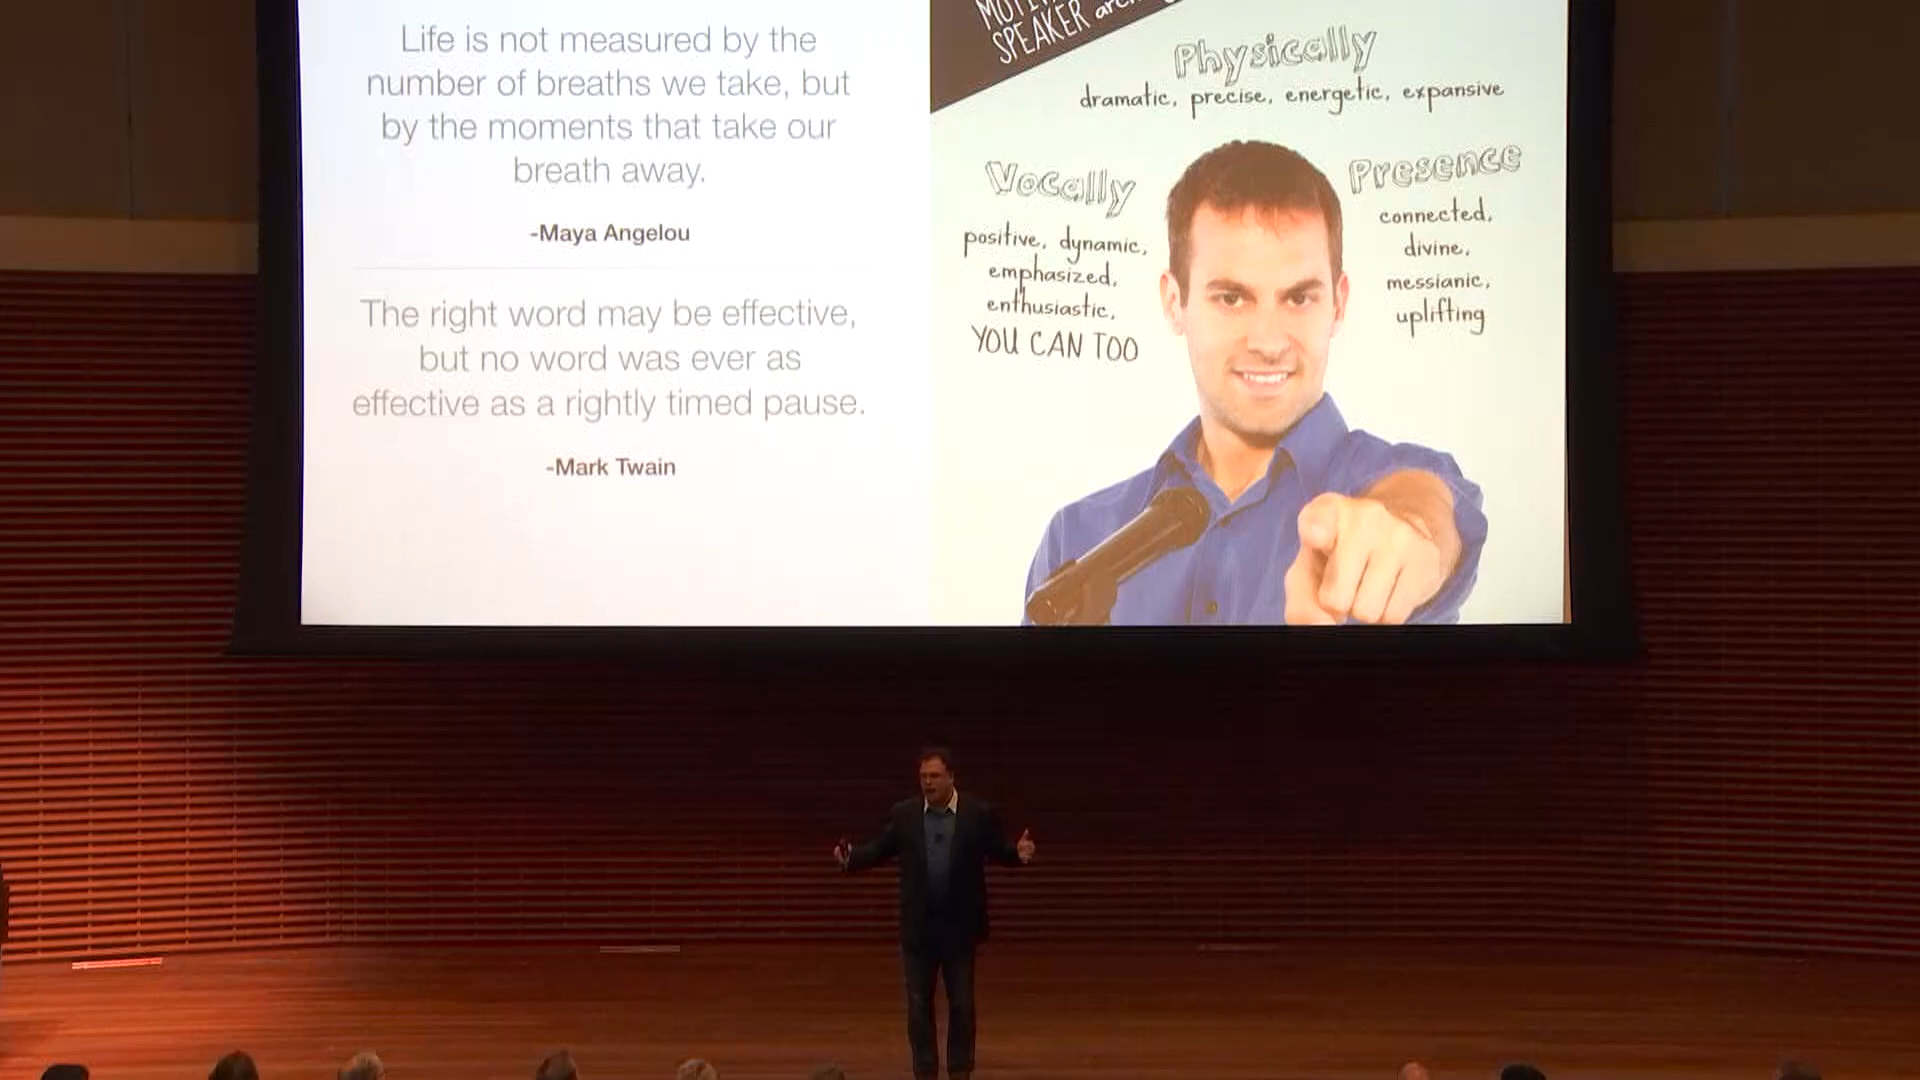 Life is not measured by the
number of breaths we take, but
by the moments that take our
breath away.
-Maya Angelou
The right word may be effective,
but no word was ever as
effective as a rightly timed pause.
-Mark Twain
SPEAKER
Physically
dramatic, precise, energetic, expansive
Vocally
positive, dynamic,
emphasized,
enthusiastic,
YOU CAN TOO
Presence
connected,
divine,
messianic,
uplifting